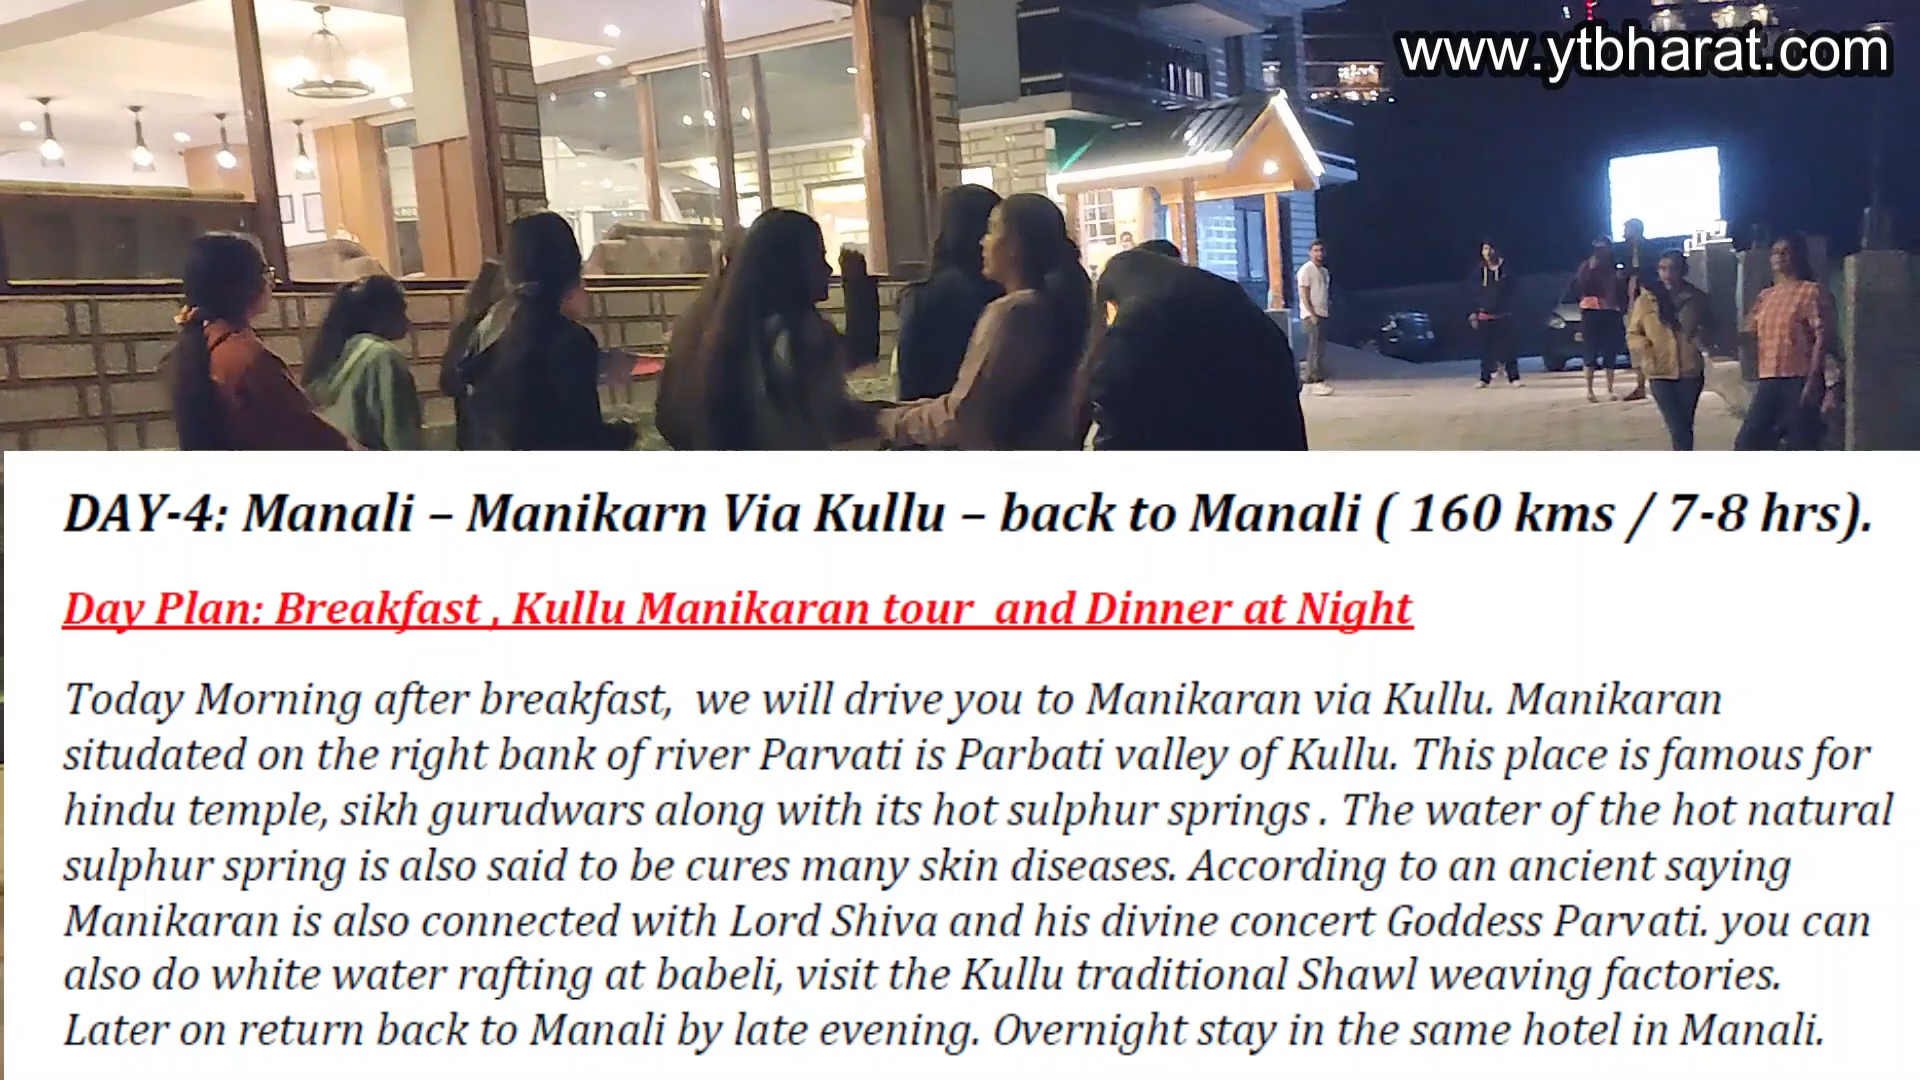 www.ytbharat.com
DAY-4: Manali – Manikarn Via Kullu – back to Manali ( 160 kms / 7-8 hrs).
Day Plan: Breakfast , Kullu Manikaran tour  and Dinner at Night
Today Morning after breakfast,  we will drive you to Manikaran via Kullu. Manikaran
situdated on the right bank of river Parvati is Parbati valley of Kullu. This place is famous for
hindu temple, sikh gurudwars along with its hot sulphur springs . The water of the hot natural
sulphur spring is also said to be cures many skin diseases. According to an ancient saying
Manikaran is also connected with Lord Shiva and his divine concert Goddess Parvati. you can
also do white water rafting at babeli, visit the Kullu traditional Shawl weaving factories.
Later on return back to Manali by late evening. Overnight stay in the same hotel in Manali.